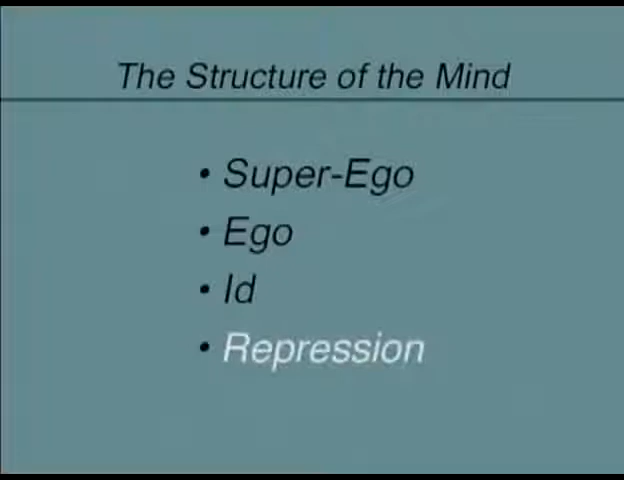 The Structure of the Mind
• Super-Ego
• Ego
• Id
• Repression